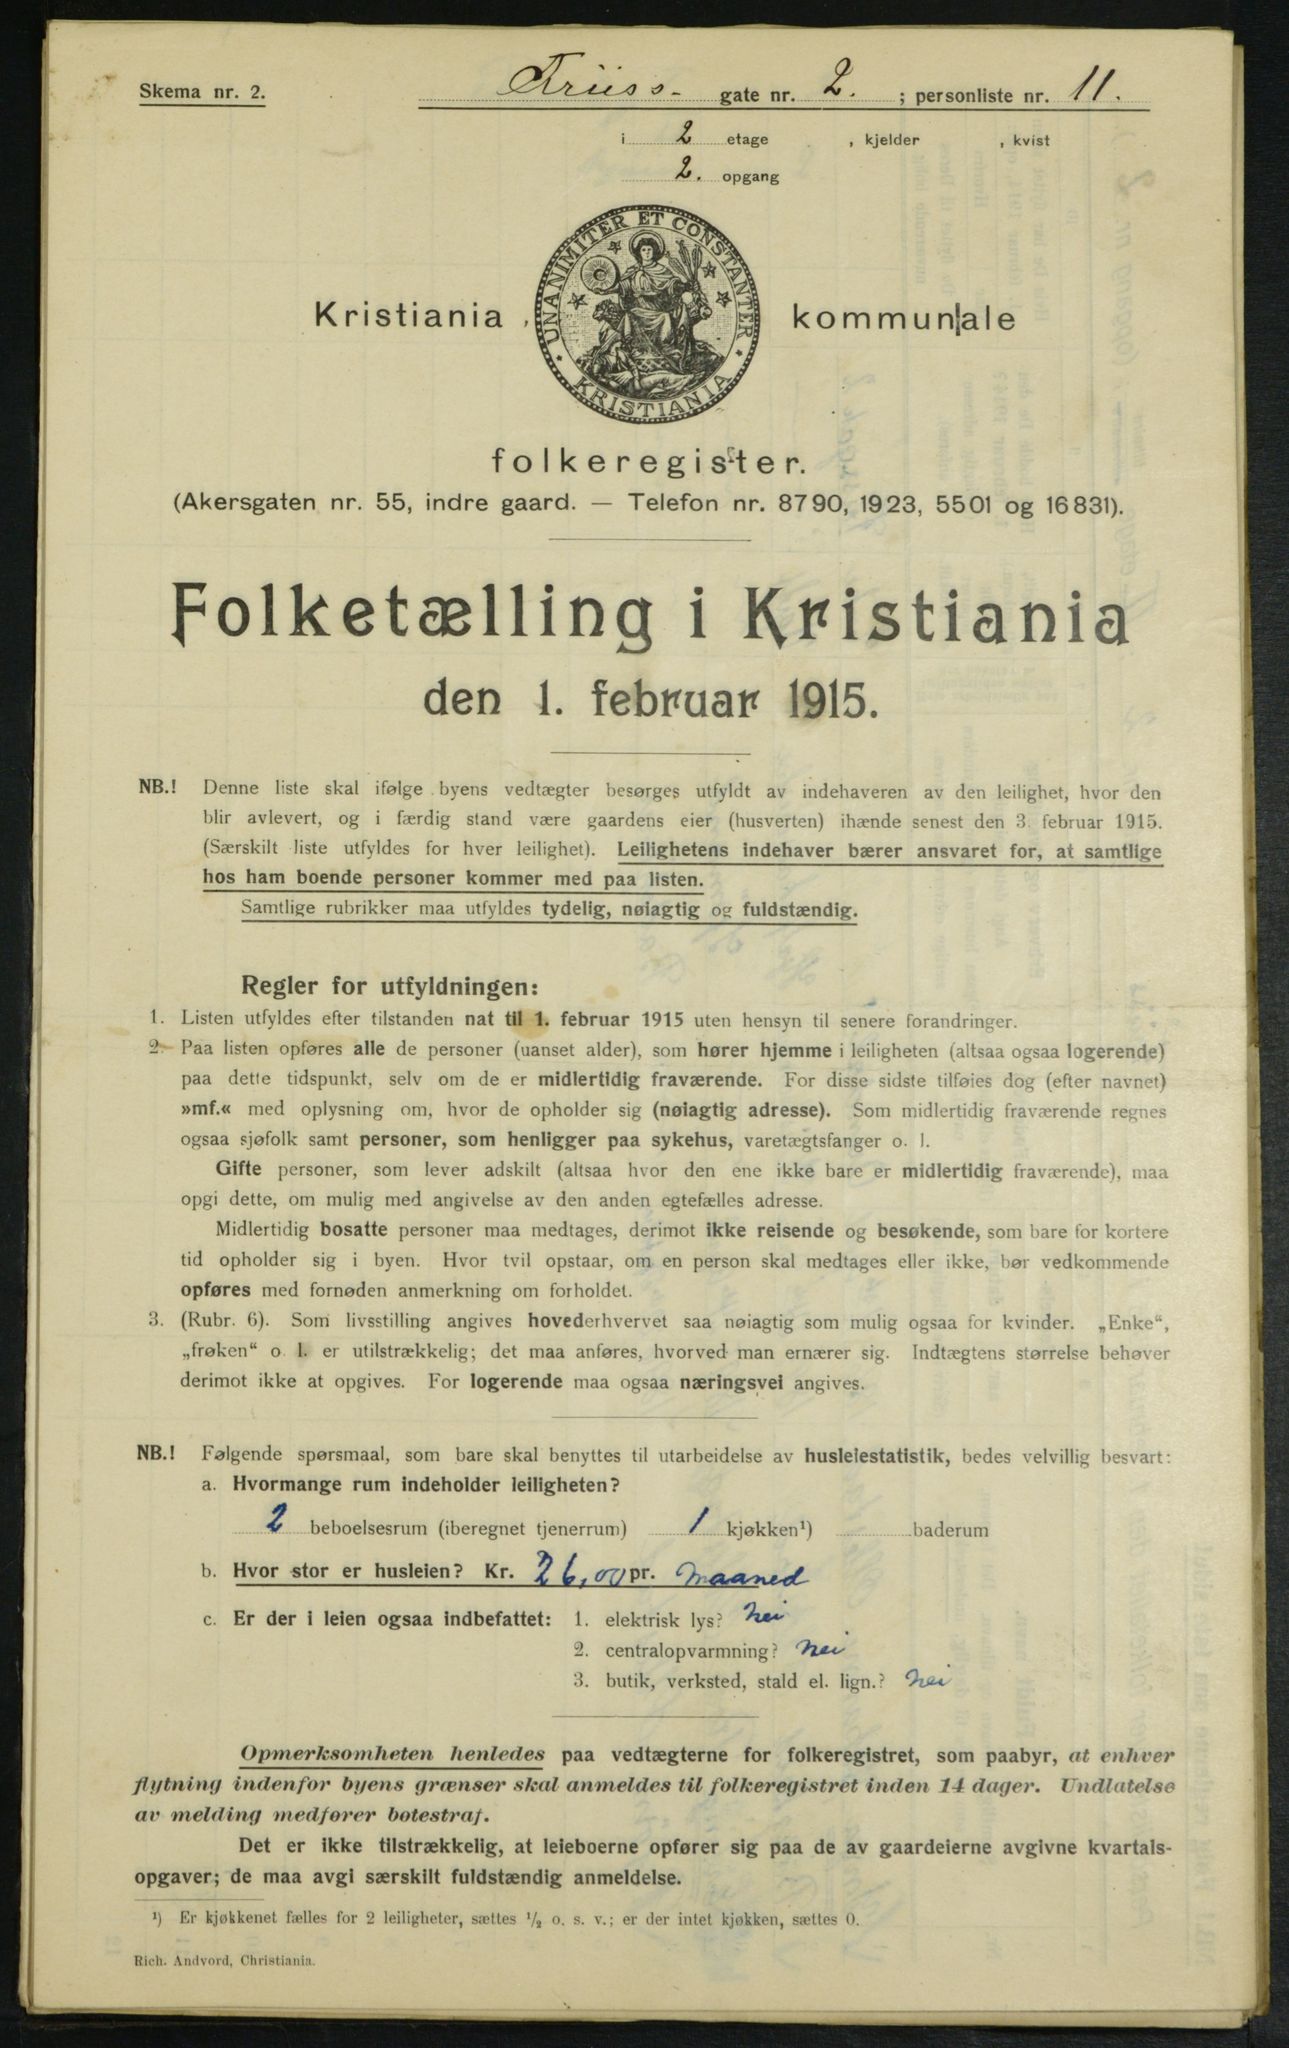 Skema nr. 2.
Früss- gate nr. 2. ; personliste nr. 11.
i 2 etage , kjelder , kvist
2. opgang
UNANIMITER ET CONSTANTER
KRISTIANIA
Kristiania kommunale
folkeregister.
(Akersgaten nr. 55, indre gaard. — Telefon nr. 8790, 1923, 5501 og 16831).
Folketælling i Kristiania
den 1. februar 1915.
NB.! Denne liste skal ifølge byens vedtægter besørges utfyldt av indehaveren av den leilighet, hvor den
blir avlevert, og i færdig stand være gaardens eier (husverten) ihænde senest den 3. februar 1915.
(Særskilt liste utfyldes for hver leilighet). Leilighetens indehaver bærer ansvaret for, at samtlige
hos ham boende personer kommer med paa listen.
Samtlige rubrikker maa utfyldes tydelig, nøiagtig og fuldstændig.
Regler for utfyldningen:
1. Listen utfyldes efter tilstanden nat til 1. februar 1915 uten hensyn til senere forandringer.
2. Paa listen opføres alle de personer (uanset alder), som hører hjemme i leiligheten (altsaa ogsaa logerende)
paa dette tidspunkt, selv om de er midlertidig fraværende. For disse sidste tilføies dog (efter navnet)
»mf.« med oplysning om, hvor de opholder sig (nøiagtig adresse). Som midlertidig fraværende regnes
ogsaa sjøfolk samt personer, som henligger paa sykehus, varetægtsfanger o. l.
Gifte personer, som lever adskilt (altsaa hvor den ene ikke bare er midlertidig fraværende), maa
opgi dette, om mulig med angivelse av den anden egtefælles adresse.
Midlertidig bosatte personer maa medtages, derimot ikke reisende og besøkende, som bare for kortere
tid opholder sig i byen. Hvor tvil opstaar, om en person skal medtages eller ikke, bør vedkommende
opføres med fornøden anmerkning om forholdet.
3. (Rubr. 6). Som livsstilling angives hovederhvervet saa nøiagtig som mulig ogsaa for kvinder. „Enke“,
„frøken“ o. l. er utilstrækkelig; det maa anføres, hvorved man ernærer sig. Indtægtens størrelse behøver
derimot ikke at opgives. For logerende maa ogsaa næringsvei angives.
NB.! Følgende spørsmaal, som bare skal benyttes til utarbeidelse av husleiestatistik, bedes velvillig besvart:
a. Hvormange rum indeholder leiligheten?
2 beboelsesrum (iberegnet tjenerrum) 1 kjøkken¹) baderum
b. Hvor stor er husleien? Kr. 26,00 pr. Maaned
c. Er der i leien ogsaa indbefattet: 1. elektrisk lys? Nei
2. centralopvarmning? Nei
3. butik, verksted, stald el. lign.? Nei
Opmerksomheten henledes paa vedtægterne for folkeregistret, som paabyr, at enhver
flytning indenfor byens grænser skal anmeldes til folkeregistret inden 14 dager. Undlatelse
av melding medfører botestraf.
Det er ikke tilstrækkelig, at leieboerne opfører sig paa de av gaardeierne avgivne kvartals-
opgaver; de maa avgi særskilt fuldstændig anmeldelse.
¹) Er kjøkkenet fælles for 2 leiligheter, sættes ½ o. s. v.; er der intet kjøkken, sættes 0.
Rich. Andvord, Christiania.